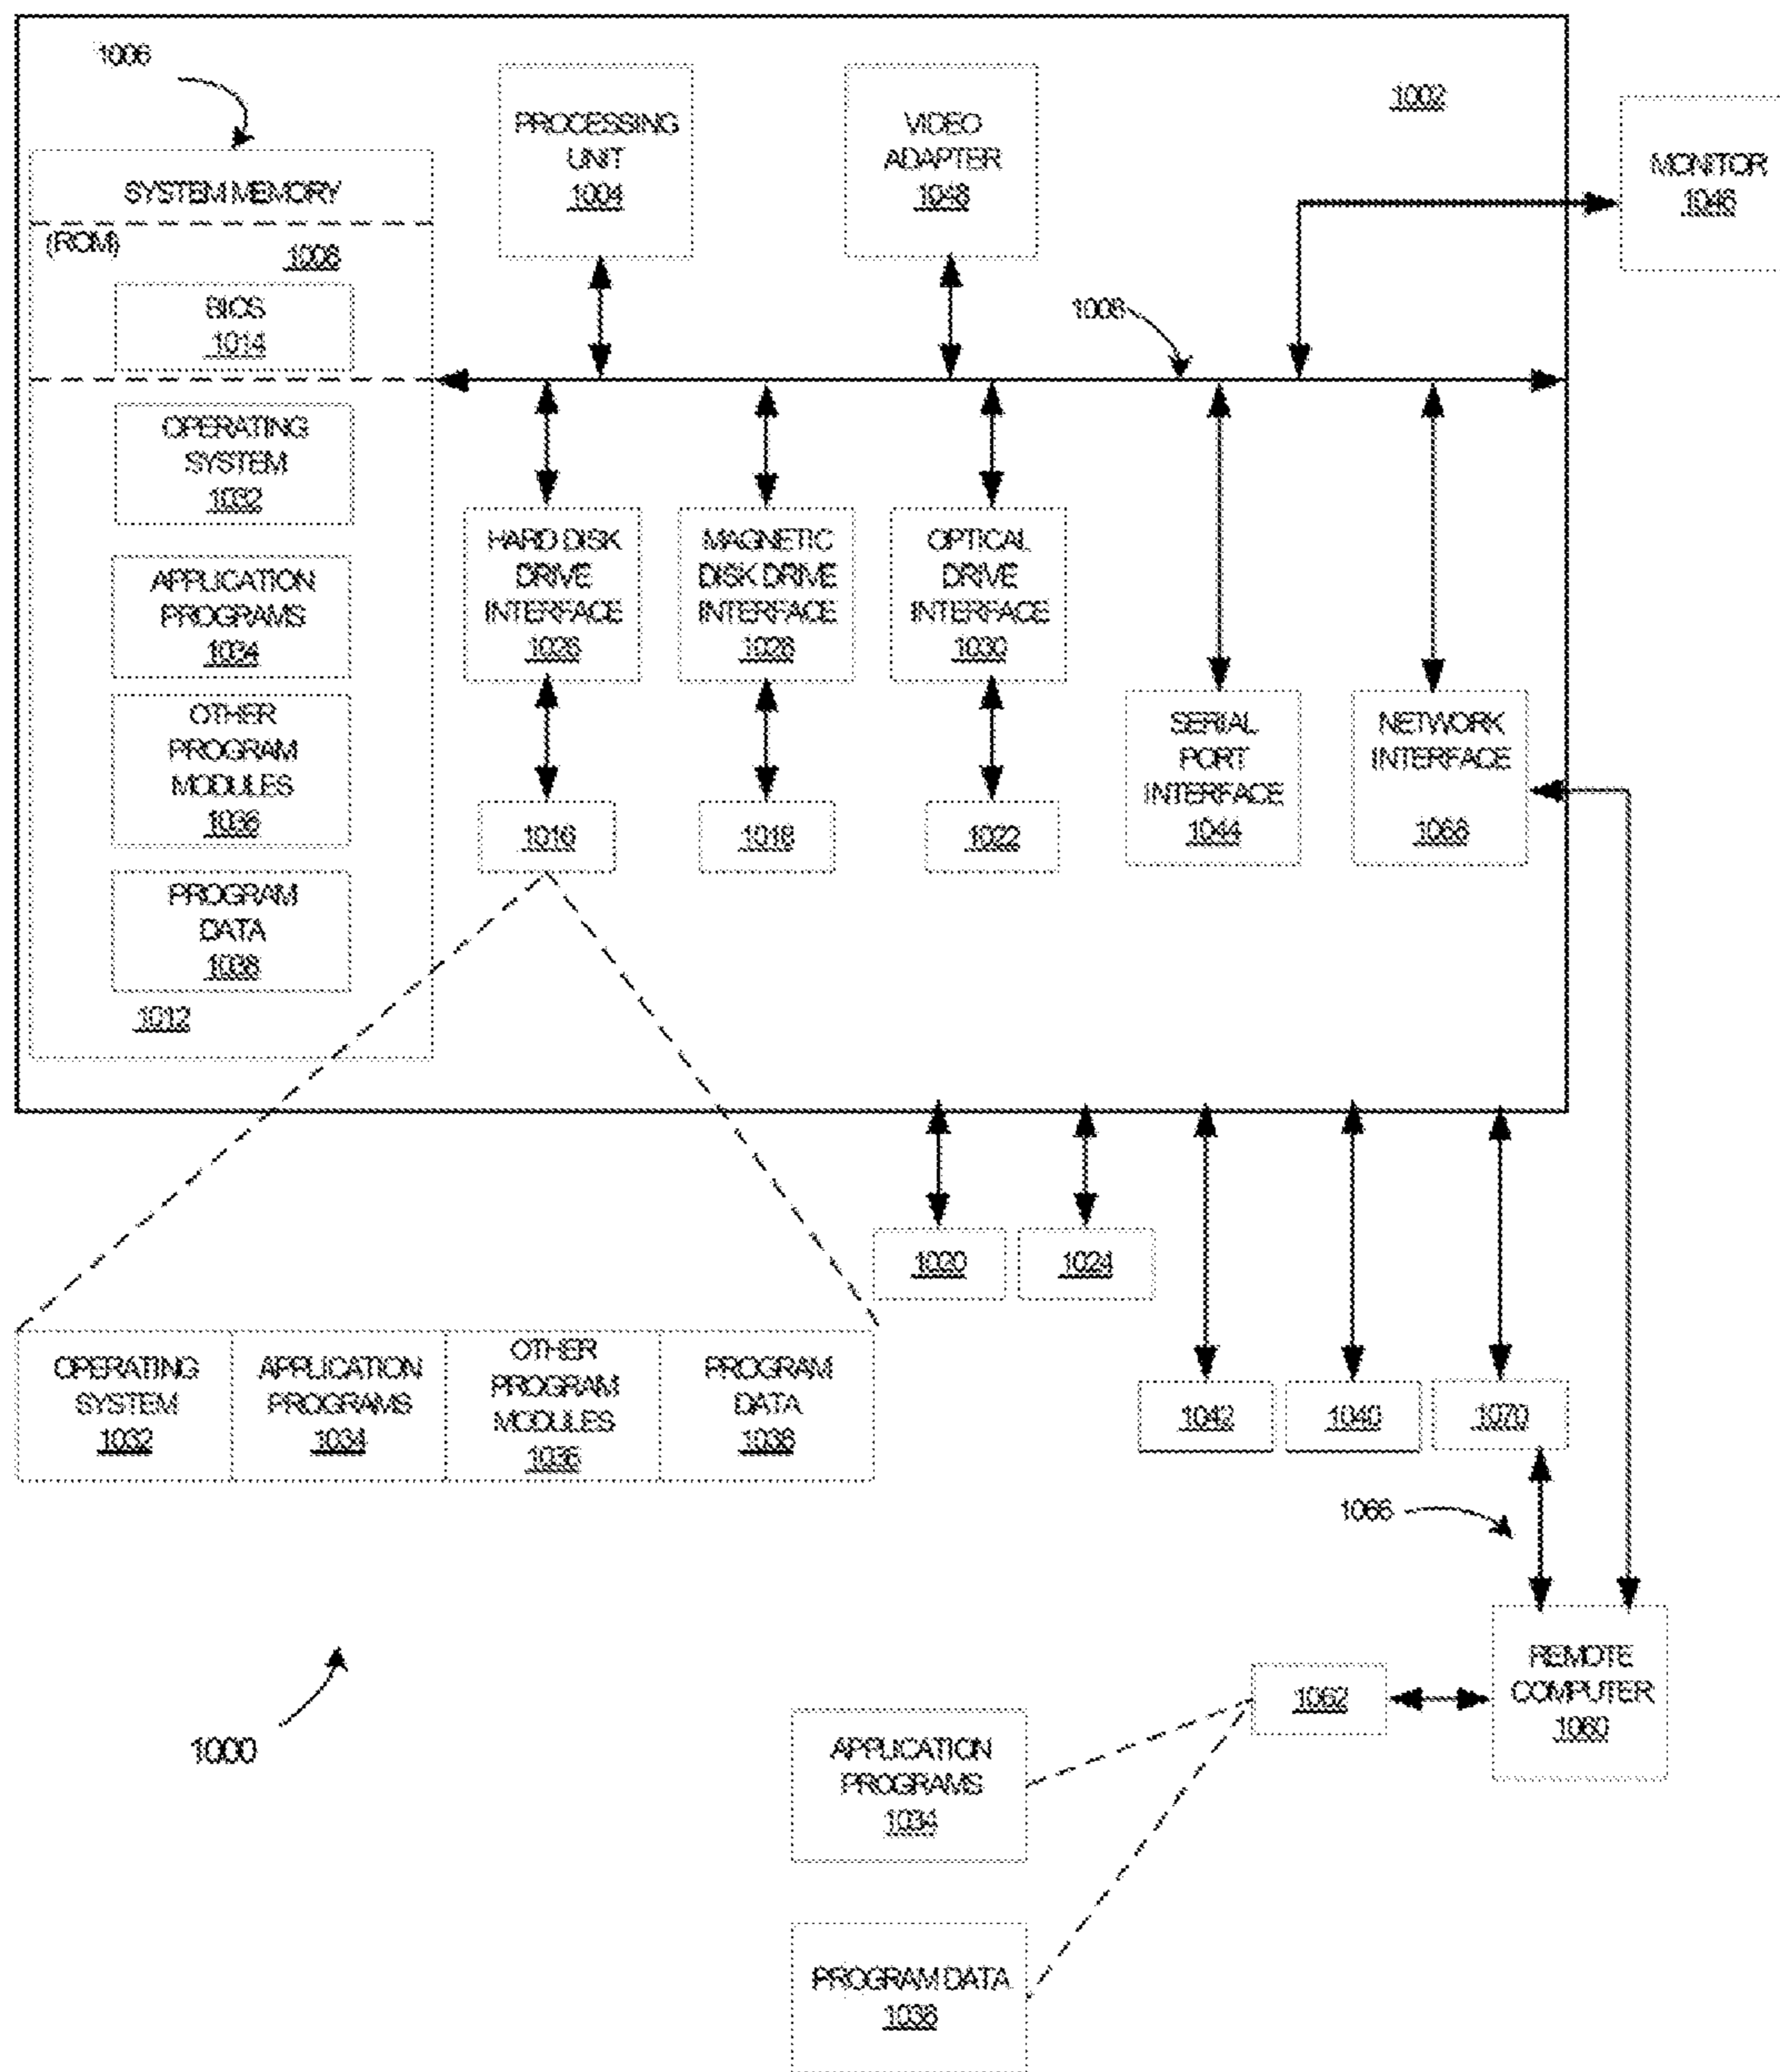 1006
SYSTEM MEMORY
(ROM)
1008
BIOS
1014
OPERATING
SYSTEM
1032
APPLICATION
PROGRAMS
1034
OTHER
PROGRAM
MODULES
1036
PROGRAM
DATA
1038
1012
PROCESSING
UNIT
1004
VIDEO
ADAPTER
1048
1002
MONITOR
1046
1008
HARD DISK
DRIVE
INTERFACE
1026
MAGNETIC
DISK DRIVE
INTERFACE
1028
OPTICAL
DRIVE
INTERFACE
1030
SERIAL
PORT
INTERFACE
1044
NETWORK
INTERFACE
1068
1016
1018
1022
1020
1024
1042
1040
1070
OPERATING
SYSTEM
1032
APPLICATION
PROGRAMS
1034
OTHER
PROGRAM
MODULES
1036
PROGRAM
DATA
1038
1066
REMOTE
COMPUTER
1060
1062
1000
APPLICATION
PROGRAMS
1034
PROGRAM DATA
1038